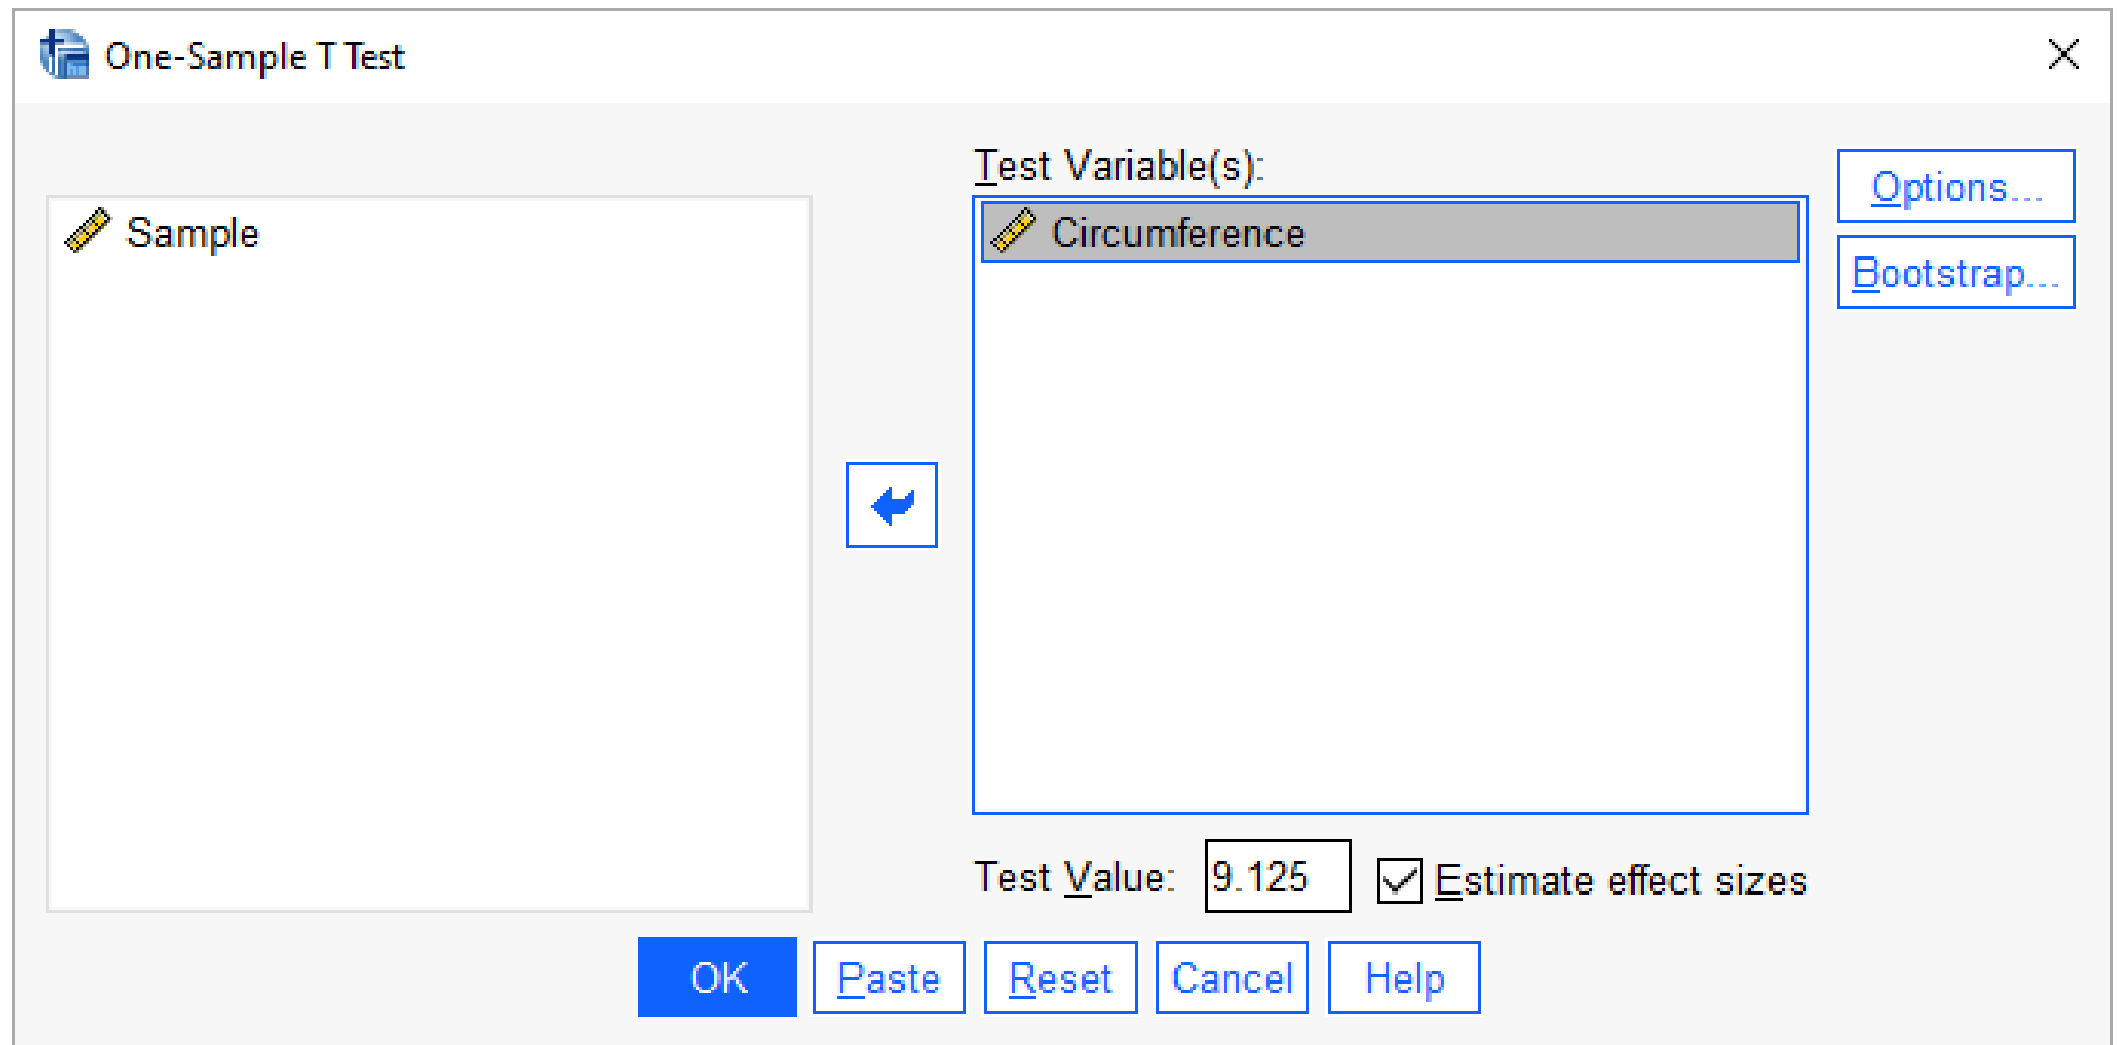 One-Sample T Test
Test Variable(s):
Sample
Circumference
Options...
Bootstrap...
Test Value: 9.125 Estimate effect sizes
OK Paste Reset Cancel Help